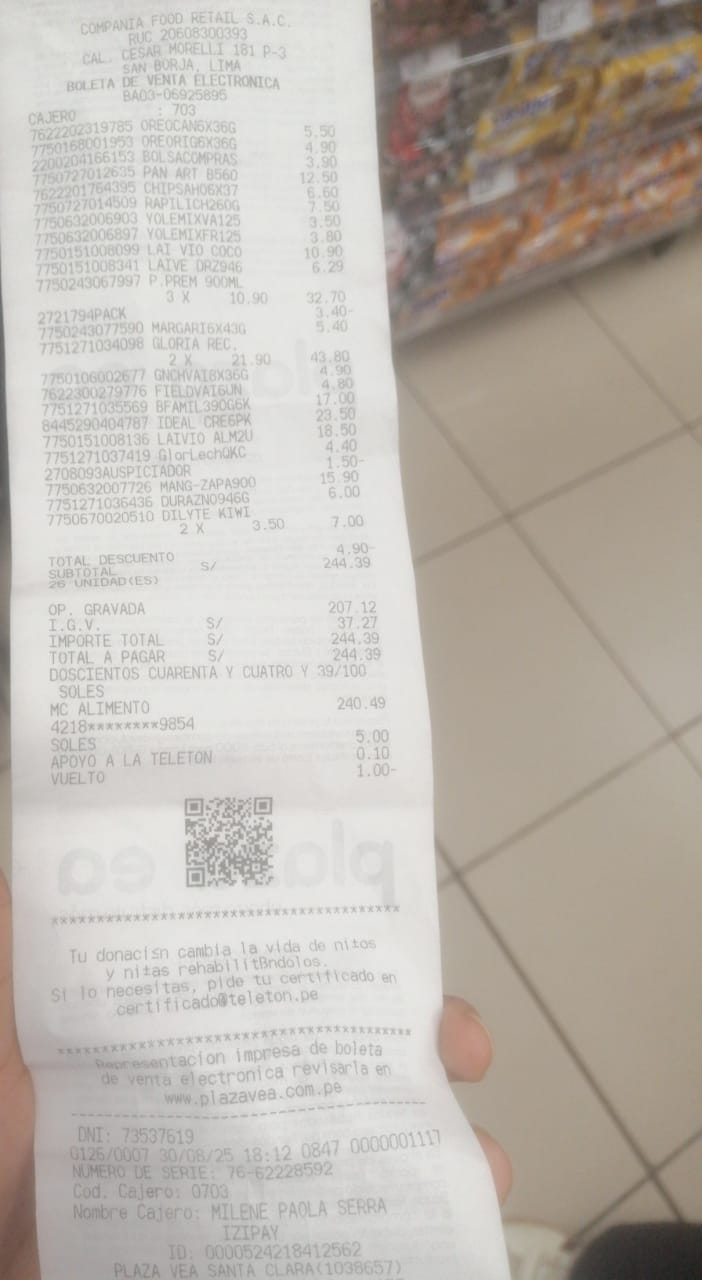 COMPANIA FOOD RETAIL S.A.C.
RUC 20608300393
CAL. CESAR MORELLI 181 P-3
SAN BORJA, LIMA
BOLETA DE VENTA ELECTRONICA
BA03-06925895
CAJERO : 703
7622202319785 OREOCAN6X36G 5.50
7750168001953 OREORIG6X36G 4.90
2200204166153 BOLSACOMPRAS 3.90
7750727012635 PAN ART B560 12.50
7622201764395 CHIPSAHO6X37 6.60
7750727014509 RAPILICH260G 7.50
7750632006903 YOLEMIXVA125 3.50
7750632006897 YOLEMIXFR125 3.80
7750151008099 LAI VIO COCO 10.90
7750151008341 LAIVE DRZ946 6.29
7750243067997 P.PREM 900ML
3 X 10.90 32.70
2721794PACK 3.40-
7750243077590 MARGARI6X43G 5.40
7751271034098 GLORIA REC.
2 X 21.90 43.80
7750106002677 GNCHVAI8X36G 4.90
7622300279776 FIELDVAI6UN 4.80
7751271035569 BFAMIL390G6K 17.00
8445290404787 IDEAL CRE6PK 23.50
7750151008136 LAIVIO ALM2U 18.50
7751271037419 GlorLechQKC 4.40
2708093AUSPICIADOR 1.50-
7750632007726 MANG-ZAPA900 15.90
7751271036436 DURAZNO946G 6.00
7750670020510 DILYTE KIWI
2 X 3.50 7.00
TOTAL DESCUENTO 4.90-
SUBTOTAL S/ 244.39
26 UNIDAD(ES)
OP. GRAVADA 207.12
I.G.V. S/ 37.27
IMPORTE TOTAL S/ 244.39
TOTAL A PAGAR S/ 244.39
DOSCIENTOS CUARENTA Y CUATRO Y 39/100
SOLES
MC ALIMENTO 240.49
4218********9854
SOLES 5.00
APOYO A LA TELETON 0.10
VUELTO 1.00-
****************************************
Tu donación cambia la vida de nitos
y nitas rehabilitBndolos.
Si lo necesitas, pide tu certificado en
certificado@teleton.pe
****************************************
Representacion impresa de boleta
de venta electronica revisarla en
www.plazavea.com.pe
----------------------------------------
DNI: 73537619
0126/0007 30/08/25 18:12 0847 0000001117
NUMERO DE SERIE: 76-62228592
Cod. Cajero: 0703
Nombre Cajero: MILENE PAOLA SERRA
IZIPAY
ID: 0000524218412562
PLAZA VEA SANTA CLARA(1038657)